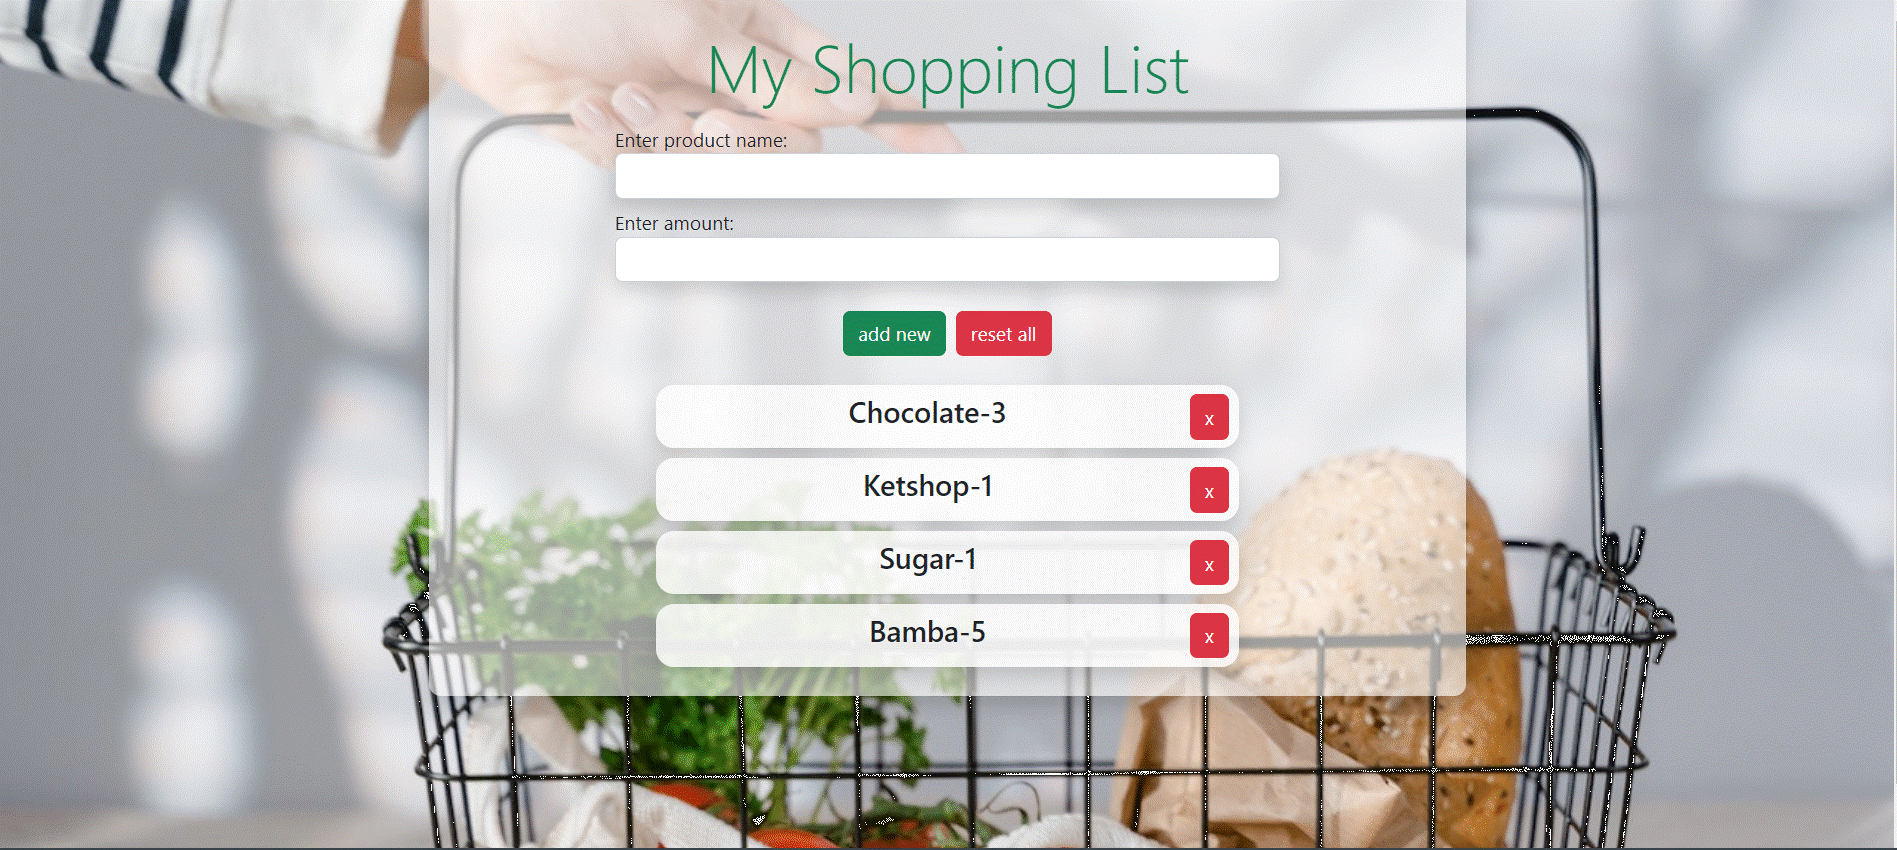 My Shopping List
Enter product name:
Enter amount:
add new reset all
Chocolate-3 x
Ketshop-1 x
Sugar-1 x
Bamba-5 x